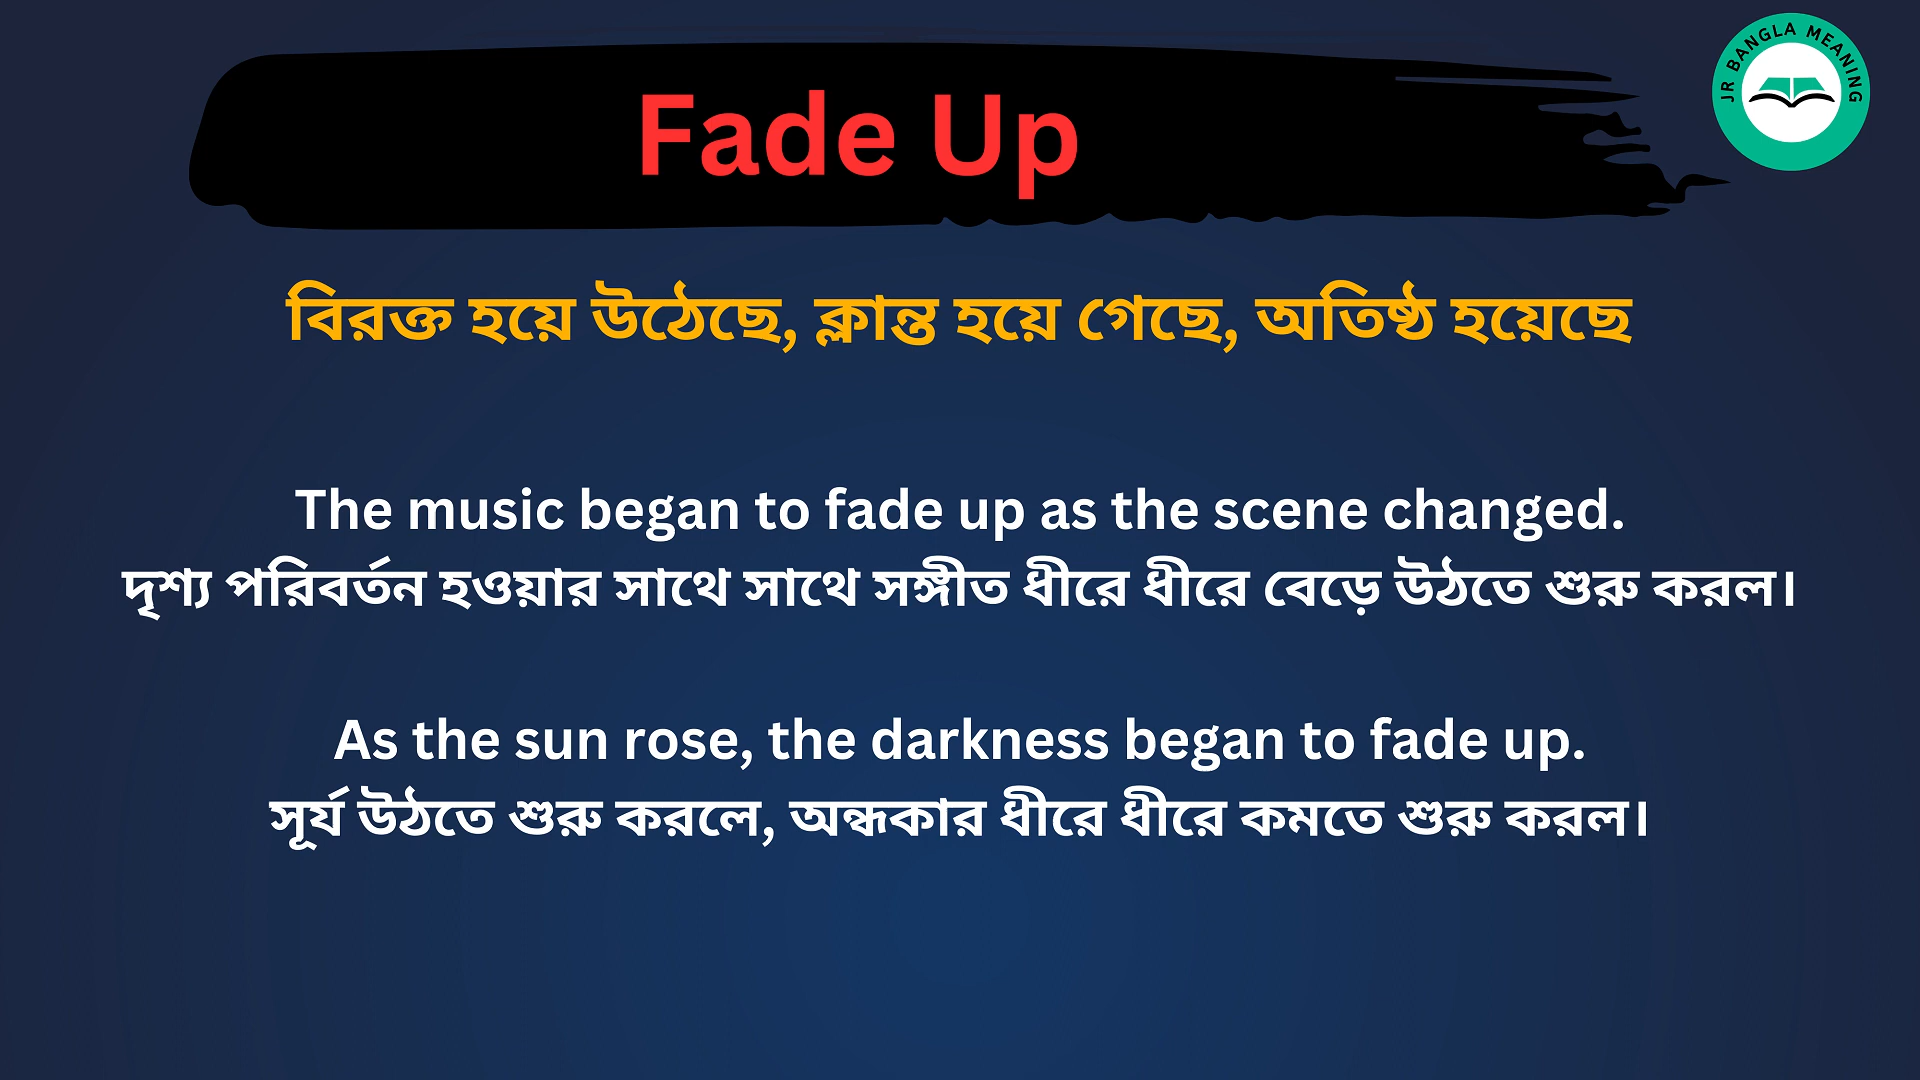 JR BANGLA MEANING
Fade Up
বিরক্ত হয়ে উঠেছে, ক্লান্ত হয়ে গেছে, অতিষ্ঠ হয়েছে
The music began to fade up as the scene changed.
দৃশ্য পরিবর্তন হওয়ার সাথে সাথে সঙ্গীত ধীরে ধীরে বেড়ে উঠতে শুরু করল।
As the sun rose, the darkness began to fade up.
সূর্য উঠতে শুরু করলে, অন্ধকার ধীরে ধীরে কমতে শুরু করল।